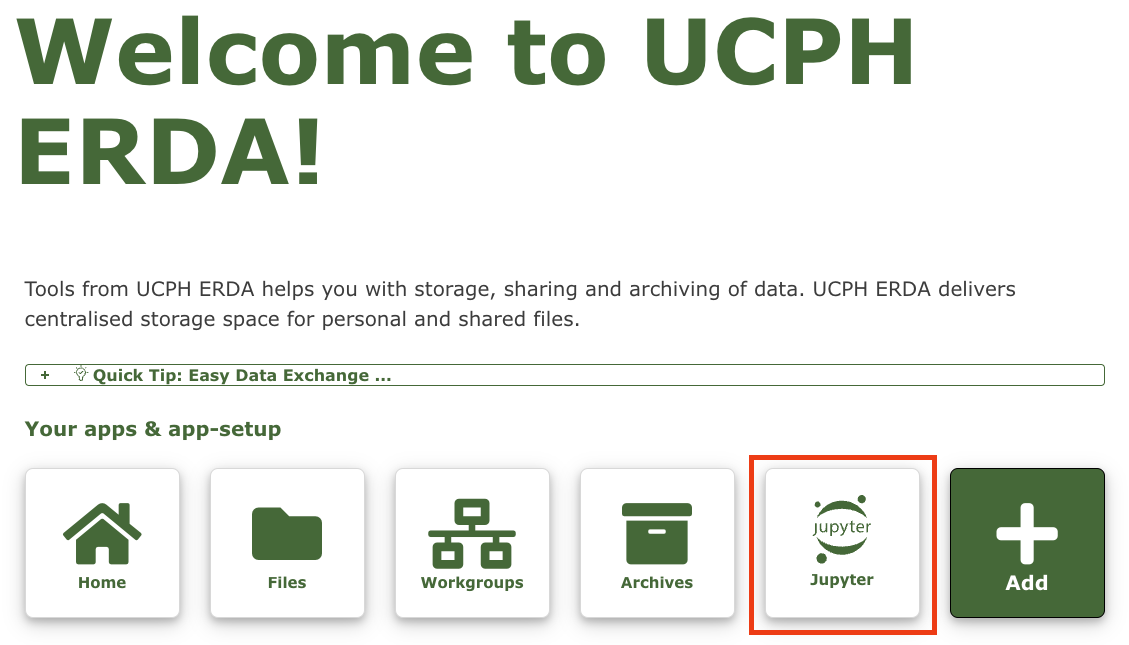 Welcome to UCPH
ERDA!
Tools from UCPH ERDA helps you with storage, sharing and archiving of data. UCPH ERDA delivers
centralised storage space for personal and shared files.
+ Quick Tip: Easy Data Exchange ...
Your apps & app-setup
jupyter
Home Files Workgroups Archives Jupyter Add